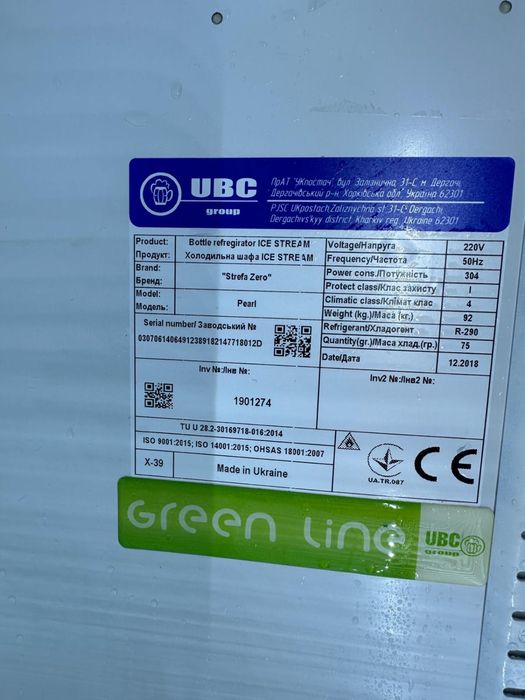 UBC
group
ПрАТ "УКпостач", вул. Залізнична, 31-С, м. Дергачі,
Дергачівський р-н, Харківська обл., Україна 62301
PJSC UKpostach, Zaliznychna st. 31-C, Dergachi,
Dergachivs'kyy district, Kharkiv reg., Ukraine 62301
Product: Bottle refregirator ICE STREAM
Продукт: Холодильна шафа ICE STREAM
Brand:
Бренд: "Strefa Zero"
Model:
Модель: Pearl
Serial number/ Заводський №
03070614064912389182147718012D
Inv №:/Інв №:
1901274
Voltage/Напруга 220V
Frequency/Частота 50Hz
Power cons./Потужність 304
Protect class/Клас захисту I
Climatic class/Клімат клас 4
Weight (kg.)/Маса (кг.) 92
Refrigerant/Хладогент R-290
Quantity(gr.)/Маса хлад.(гр.) 75
Date/Дата 12.2018
Inv2 №:/Інв2 №:
TU U 28.2-30169718-016:2014
ISO 9001:2015; ISO 14001:2015; OHSAS 18001:2007
X-39 Made in Ukraine
UA.TR.087
CE
Green Line
UBC
group